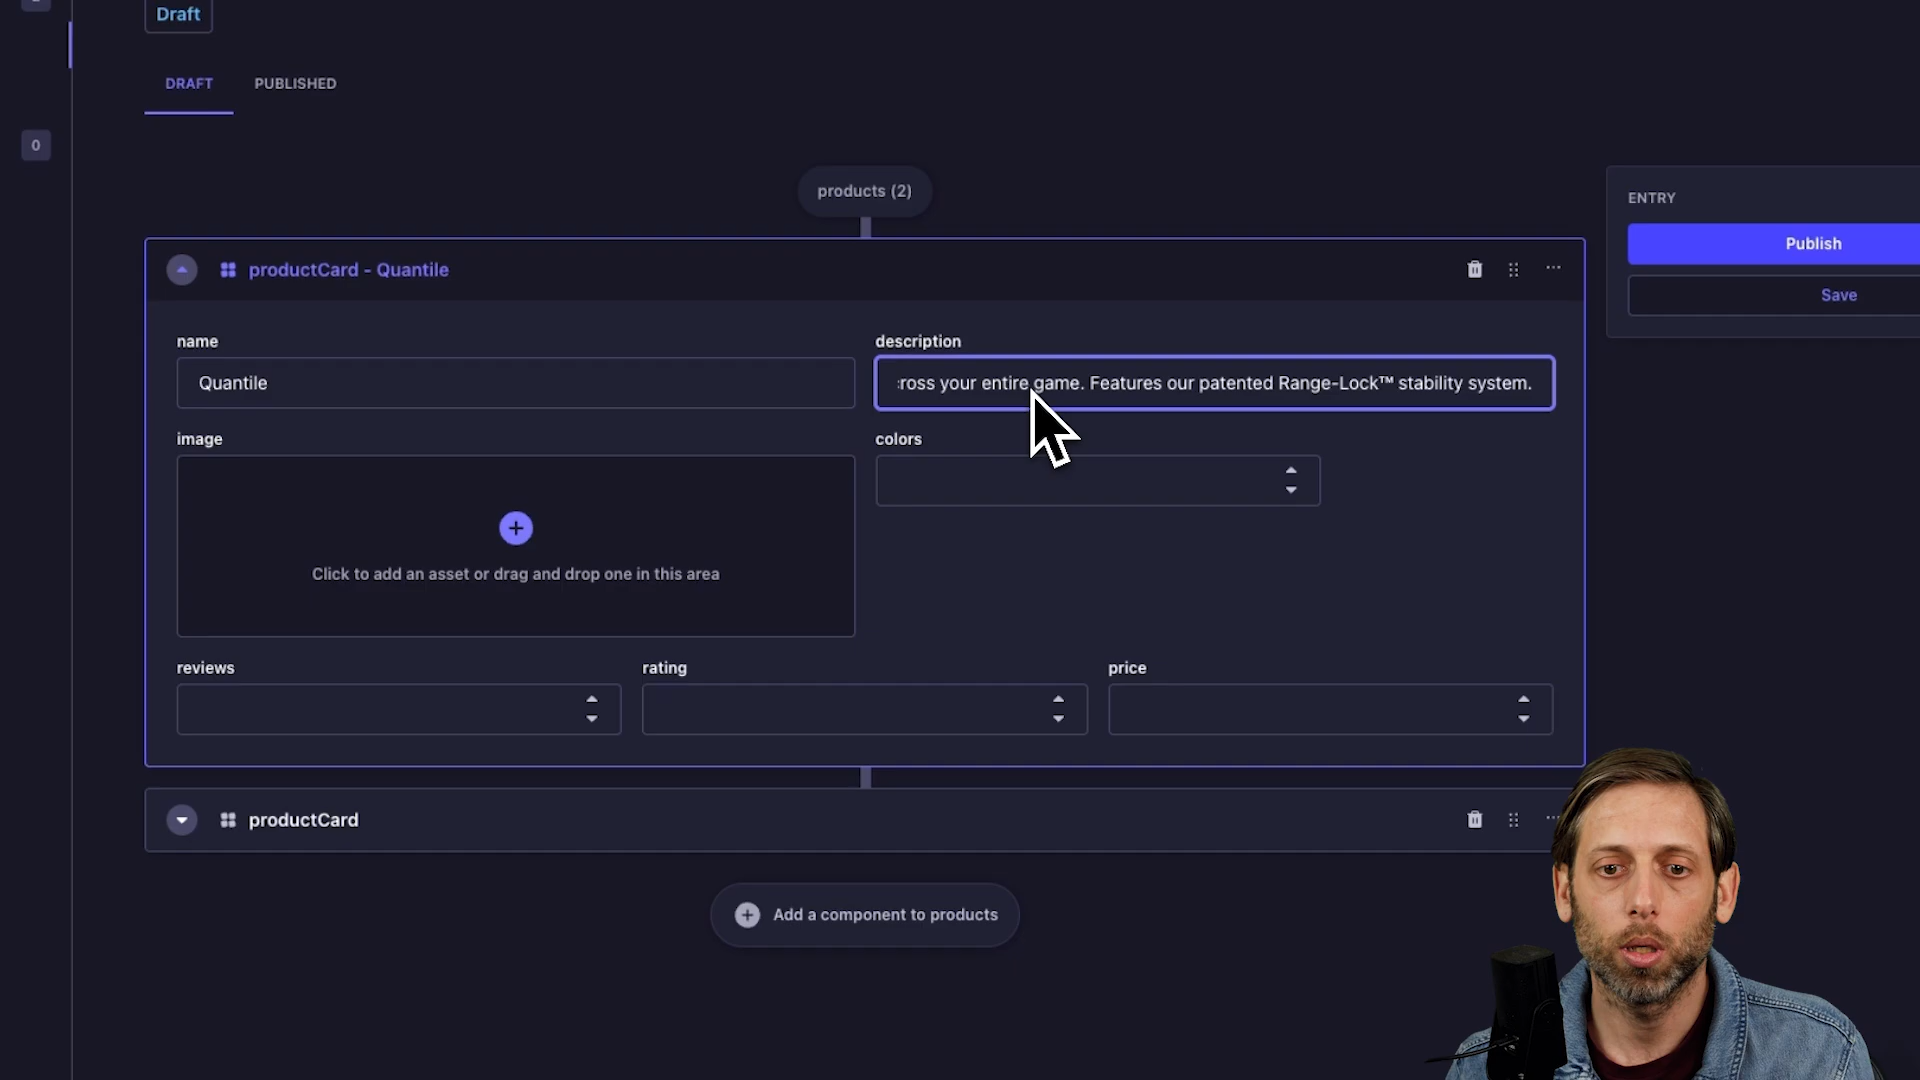 Draft
DRAFT
PUBLISHED
0
products (2)
ENTRY
Publish
Save
productCard - Quantile
name
description
Quantile
your entire game. Features our patented Range-Lock™ stability system.
image
colors
Click to add an asset or drag and drop one in this area
reviews
rating
price
productCard
Add a component to products